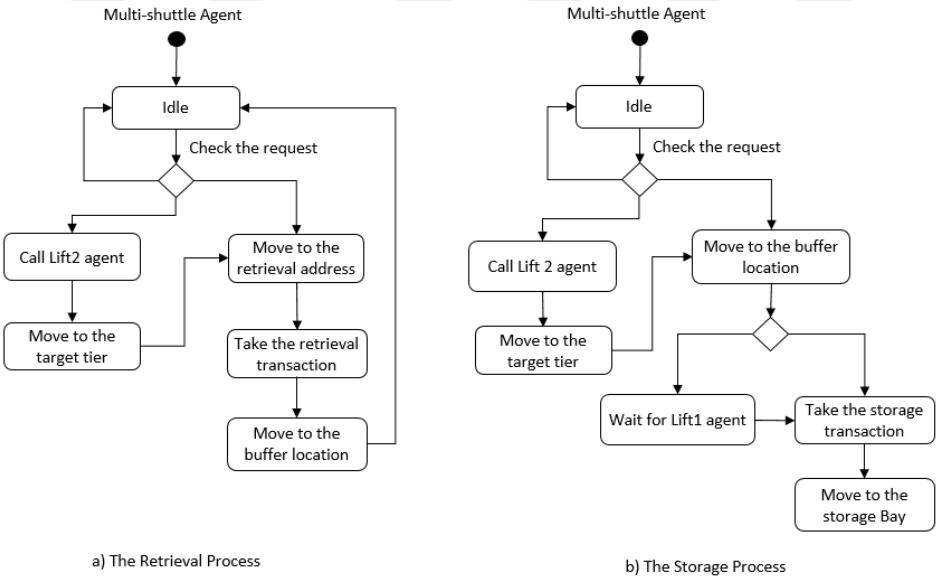 Multi-shuttle Agent
Idle
Check the request
Call Lift2 agent
Move to the
target tier
Move to the
retrieval address
Take the retrieval
transaction
Move to the
buffer location
a) The Retrieval Process
Multi-shuttle Agent
Idle
Check the request
Call Lift 2 agent
Move to the
target tier
Move to the buffer
location
Wait for Lift1 agent
Take the storage
transaction
Move to the
storage Bay
b) The Storage Process